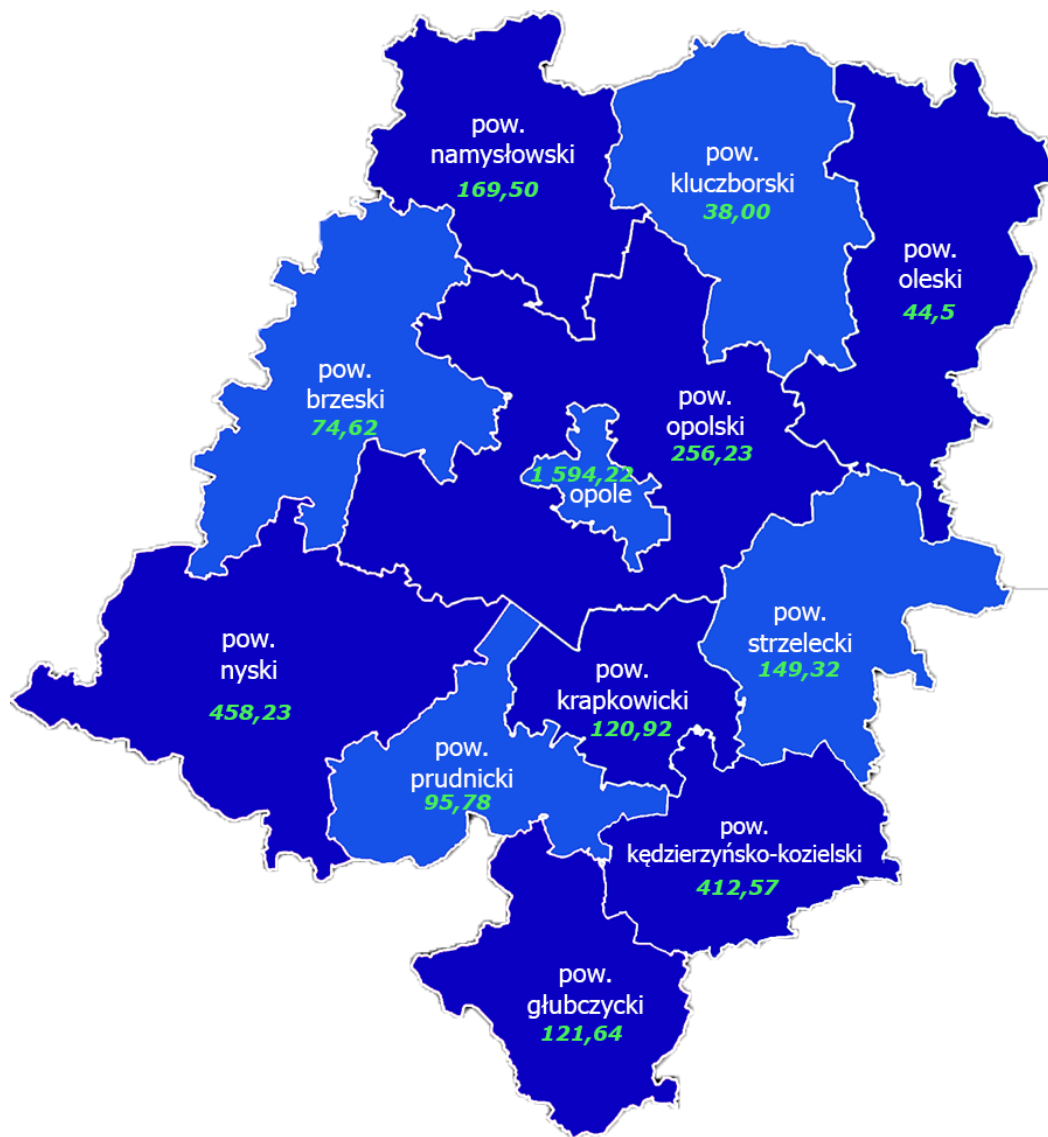 pow.
namysłowski
169,50
pow.
kluczborski
38,00
pow.
oleski
44,5
pow.
brzeski
74,62
pow.
opolski
256,23
1 594,22
opole
pow.
strzelecki
149,32
pow.
nyski
458,23
pow.
krapkowicki
120,92
pow.
prudnicki
95,78
pow.
kędzierzyńsko-kozielski
412,57
pow.
głubczycki
121,64